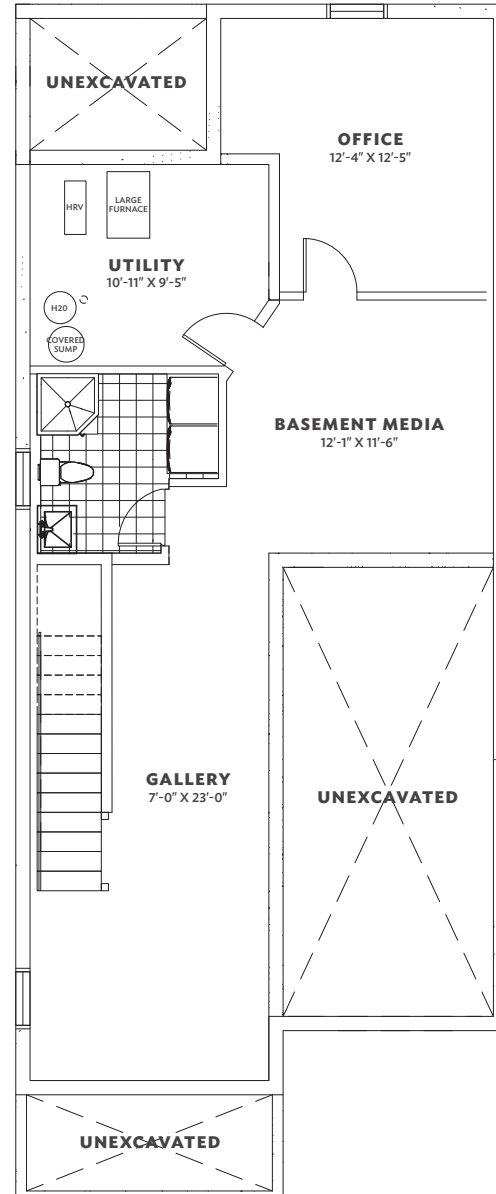 UNEXCAVATED
OFFICE
12'-4" X 12'-5"
HRV
LARGE
FURNACE
UTILITY
10'-11" X 9'-5"
H20
COVERED
SUMP
BASEMENT MEDIA
12'-1" X 11'-6"
GALLERY
7'-0" X 23'-0"
UNEXCAVATED
UNEXCAVATED